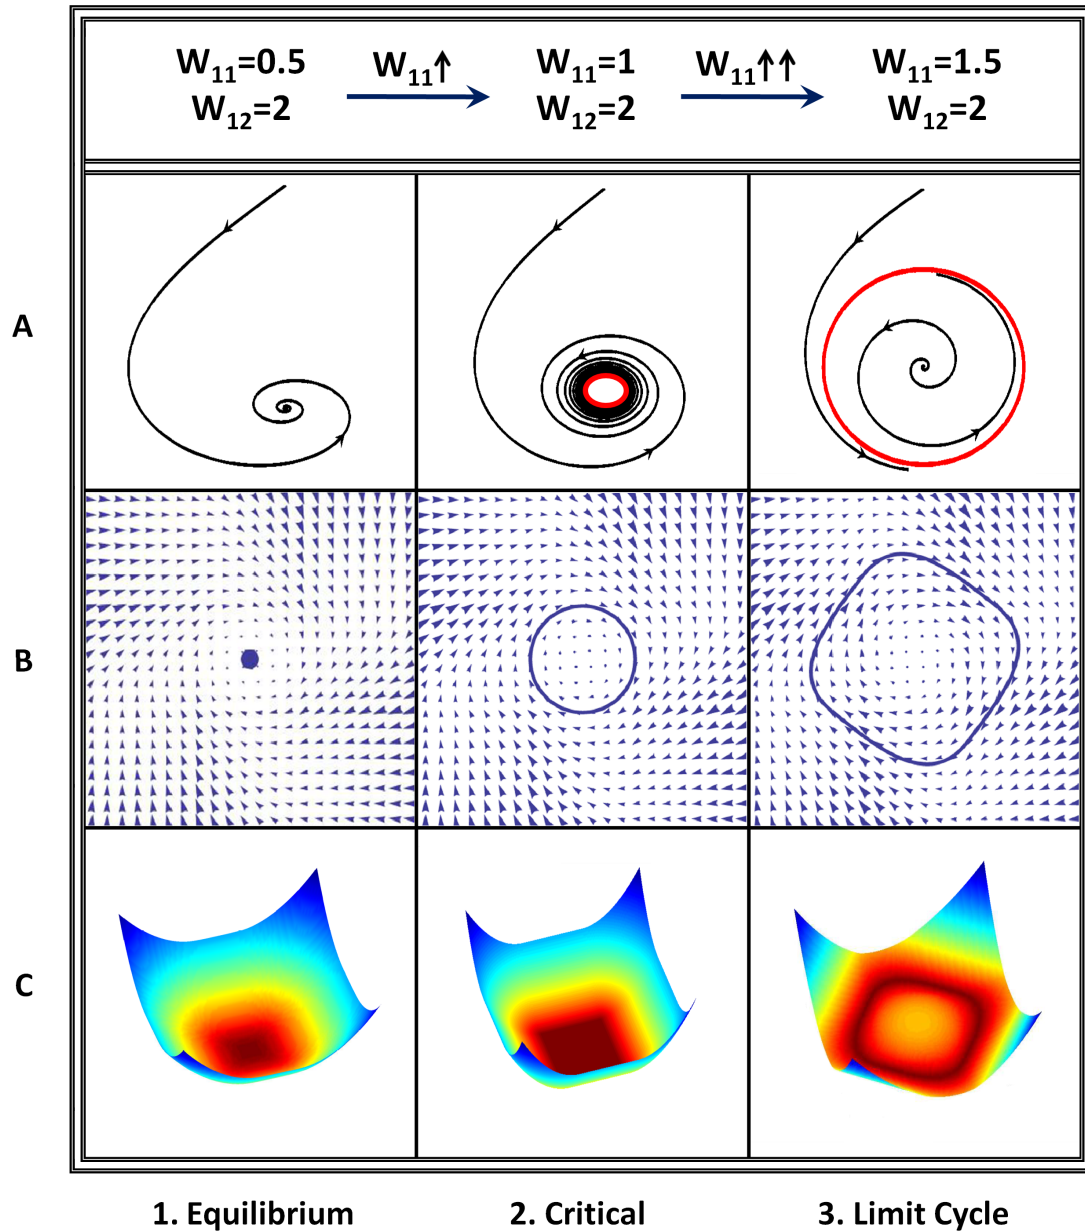 W₁₁=0.5 W₁₁↑ W₁₁=1 W₁₁↑↑ W₁₁=1.5
W₁₂=2 W₁₂=2 W₁₂=2
A
B
C
1. Equilibrium 2. Critical 3. Limit Cycle